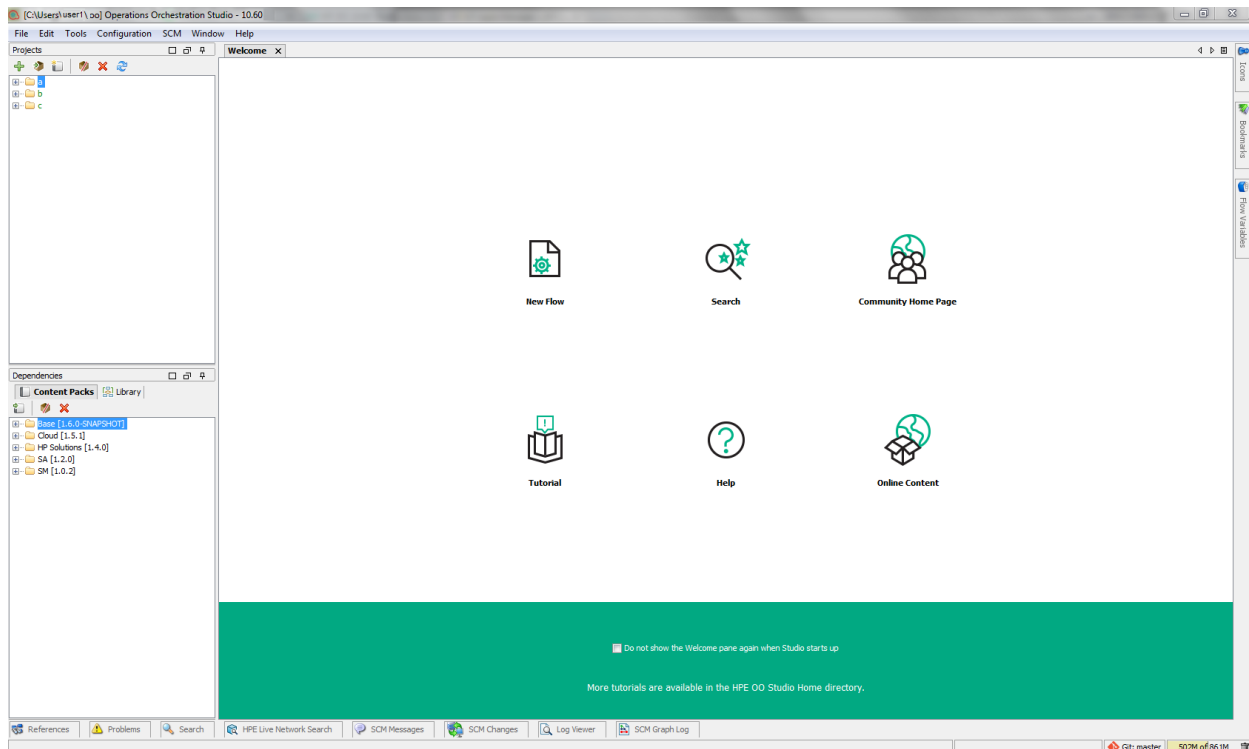 [C:\Users\user1\oo] Operations Orchestration Studio - 10.60
File Edit Tools Configuration SCM Window Help
Projects
Welcome
a
b
c
Icons
Bookmarks
Flow Variables
New Flow
Search
Community Home Page
Tutorial
Help
Online Content
Dependencies
Content Packs Library
Base [1.6.0-SNAPSHOT]
Cloud [1.5.1]
HP Solutions [1.4.0]
SA [1.2.0]
SM [1.0.2]
Do not show the Welcome pane again when Studio starts up
More tutorials are available in the HPE OO Studio Home directory.
References Problems Search HPE Live Network Search SCM Messages SCM Changes Log Viewer SCM Graph Log
Git: master 502M of 861M